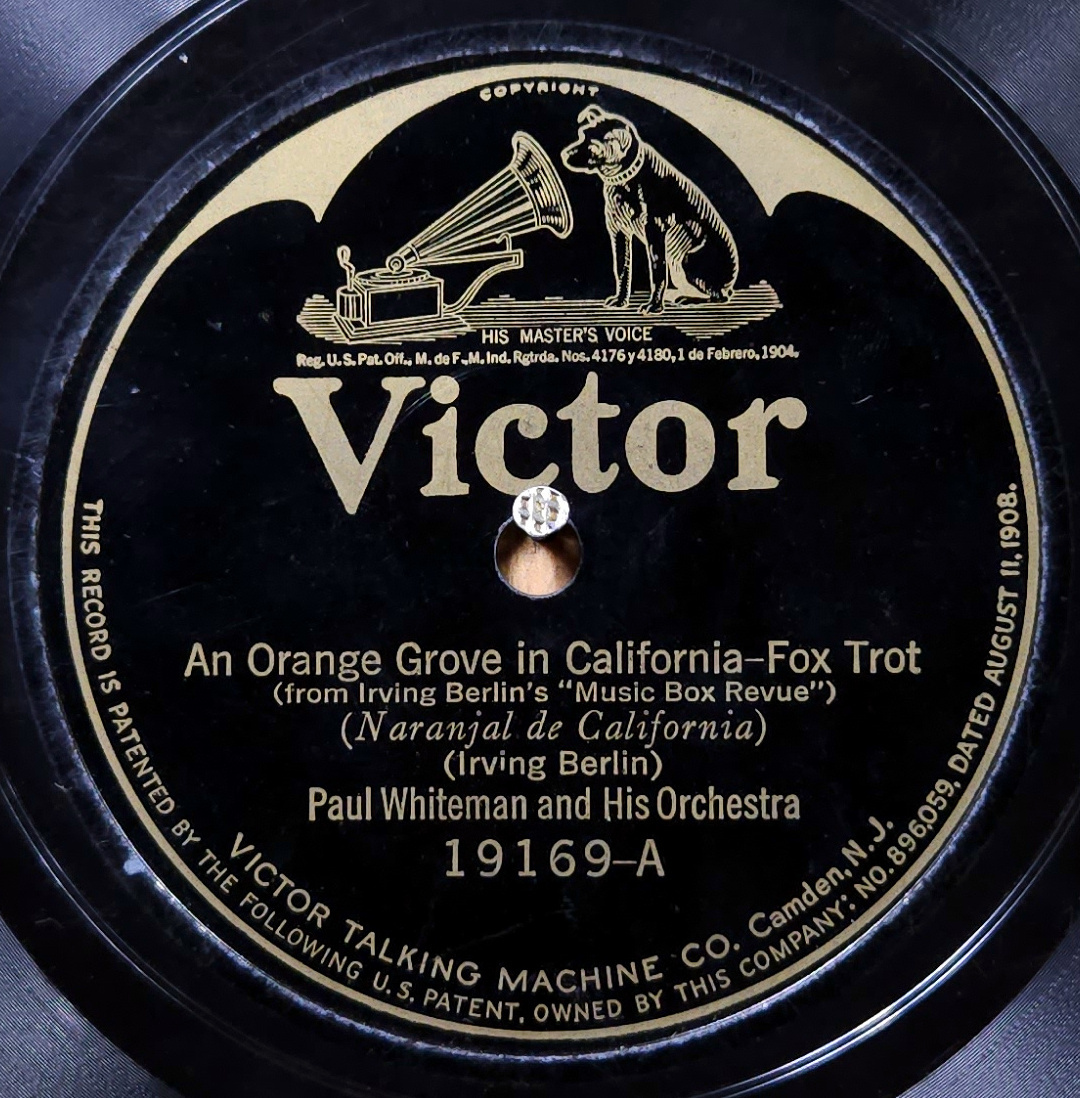 COPYRIGHT
HIS MASTER'S VOICE
Reg. U. S. Pat. Off., M. de F., M. Ind. Rgtrda. Nos. 4176 y 4180, 1 de Febrero, 1904.
Victor
An Orange Grove in California–Fox Trot
(from Irving Berlin's “Music Box Revue”)
(Naranjal de California)
(Irving Berlin)
Paul Whiteman and His Orchestra
19169–A
VICTOR TALKING MACHINE CO. Camden, N. J.
THIS RECORD IS PATENTED BY THE FOLLOWING U. S. PATENT, OWNED BY THIS COMPANY: NO. 896,059, DATED AUGUST 11, 1908.